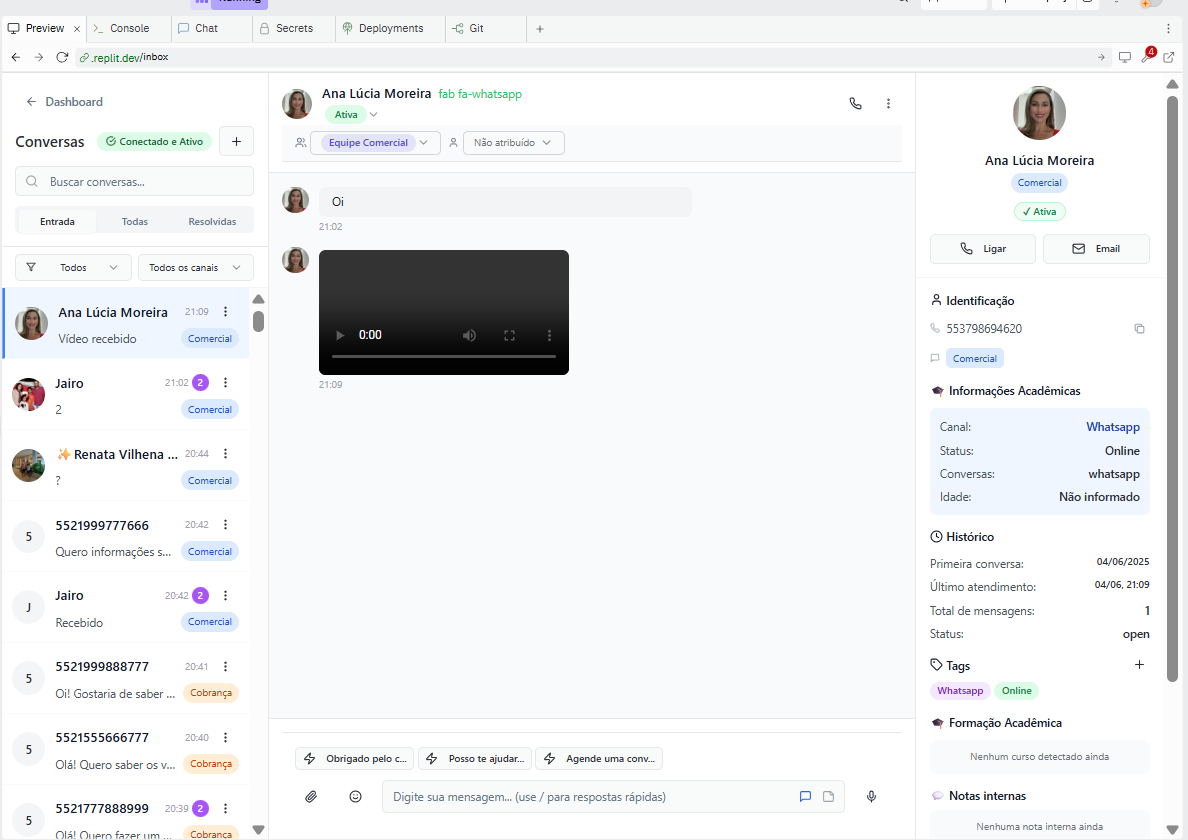 Running
Preview
Console
Chat
Secrets
Deployments
Git
.replit.dev/inbox
4
Dashboard
Conversas
Conectado e Ativo
Buscar conversas...
Entrada
Todas
Resolvidas
Todos
Todos os canais
Ana Lúcia Moreira
21:09
Vídeo recebido
Comercial
Jairo
21:02
2
2
Comercial
✨ Renata Vilhena ...
20:44
?
Comercial
5
5521999777666
20:42
Quero informações s...
Comercial
J
Jairo
20:42
2
Recebido
Comercial
5
5521999888777
20:41
Oi! Gostaria de saber ...
Cobrança
5
5521555666777
20:40
Olá! Quero saber os v...
Cobrança
5
5521777888999
20:39
2
Olá! Quero fazer um ...
Cobrança
Ana Lúcia Moreira
fab fa-whatsapp
Ativa
Equipe Comercial
Não atribuído
Oi
21:02
0:00
21:09
Obrigado pelo c...
Posso te ajudar...
Agende uma conv...
Digite sua mensagem... (use / para respostas rápidas)
Ana Lúcia Moreira
Comercial
✓ Ativa
Ligar
Email
Identificação
553798694620
Comercial
Informações Acadêmicas
Canal:
Whatsapp
Status:
Online
Conversas:
whatsapp
Idade:
Não informado
Histórico
Primeira conversa:
04/06/2025
Último atendimento:
04/06, 21:09
Total de mensagens:
1
Status:
open
Tags
Whatsapp
Online
Formação Acadêmica
Nenhum curso detectado ainda
Notas internas
Nenhuma nota interna ainda